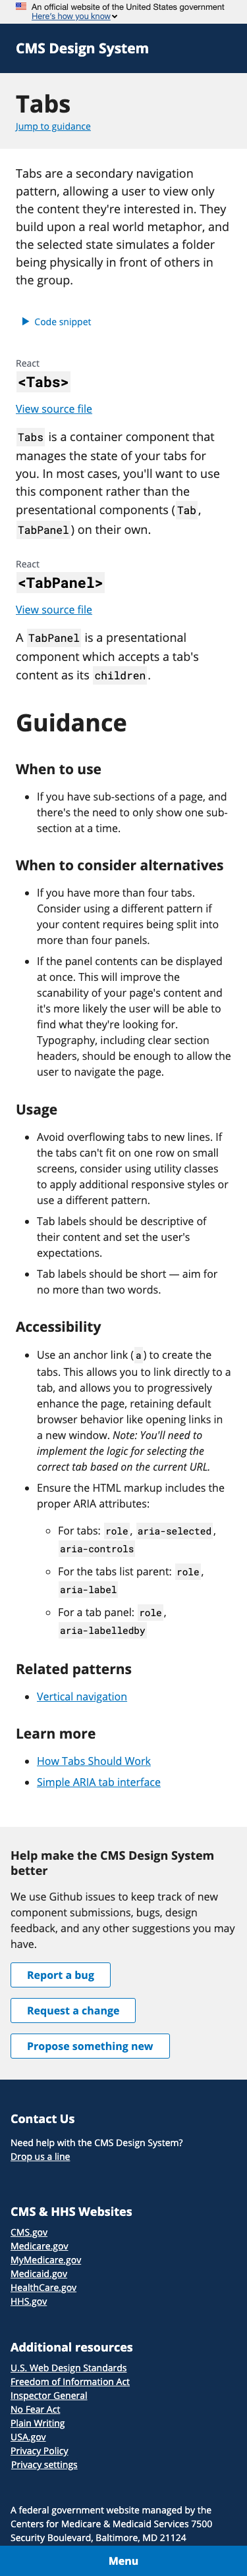 An official website of the United States government
Here's how you know
CMS Design System
Tabs
Jump to guidance
Tabs are a secondary navigation
pattern, allowing a user to view only
the content they're interested in. They
build upon a real world metaphor, and
the selected state simulates a folder
being physically in front of others in
the group.
Code snippet
React
<Tabs>
View source file
Tabs is a container component that
manages the state of your tabs for
you. In most cases, you'll want to use
this component rather than the
presentational components (Tab,
TabPanel) on their own.
React
<TabPanel>
View source file
A TabPanel is a presentational
component which accepts a tab's
content as its children.
Guidance
When to use
If you have sub-sections of a page, and
there's the need to only show one sub-
section at a time.
When to consider alternatives
If you have more than four tabs.
Consider using a different pattern if
your content requires being split into
more than four panels.
If the panel contents can be displayed
at once. This will improve the
scanability of your page's content and
it's more likely the user will be able to
find what they're looking for.
Typography, including clear section
headers, should be enough to allow the
user to navigate the page.
Usage
Avoid overflowing tabs to new lines. If
the tabs can't fit on one row on small
screens, consider using utility classes
to apply additional responsive styles or
use a different pattern.
Tab labels should be descriptive of
their content and set the user's
expectations.
Tab labels should be short — aim for
no more than two words.
Accessibility
Use an anchor link (a) to create the
tabs. This allows you to link directly to a
tab, and allows you to progressively
enhance the page, retaining default
browser behavior like opening links in
a new window. Note: You'll need to
implement the logic for selecting the
correct tab based on the current URL.
Ensure the HTML markup includes the
proper ARIA attributes:
For tabs: role, aria-selected,
aria-controls
For the tabs list parent: role,
aria-label
For a tab panel: role,
aria-labelledby
Related patterns
Vertical navigation
Learn more
How Tabs Should Work
Simple ARIA tab interface
Help make the CMS Design System
better
We use Github issues to keep track of new
component submissions, bugs, design
feedback, and any other suggestions you may
have.
Report a bug
Request a change
Propose something new
Contact Us
Need help with the CMS Design System?
Drop us a line
CMS & HHS Websites
CMS.gov
Medicare.gov
MyMedicare.gov
Medicaid.gov
HealthCare.gov
HHS.gov
Additional resources
U.S. Web Design Standards
Freedom of Information Act
Inspector General
No Fear Act
Plain Writing
USA.gov
Privacy Policy
Privacy settings
A federal government website managed by the
Centers for Medicare & Medicaid Services 7500
Security Boulevard, Baltimore, MD 21124
Menu